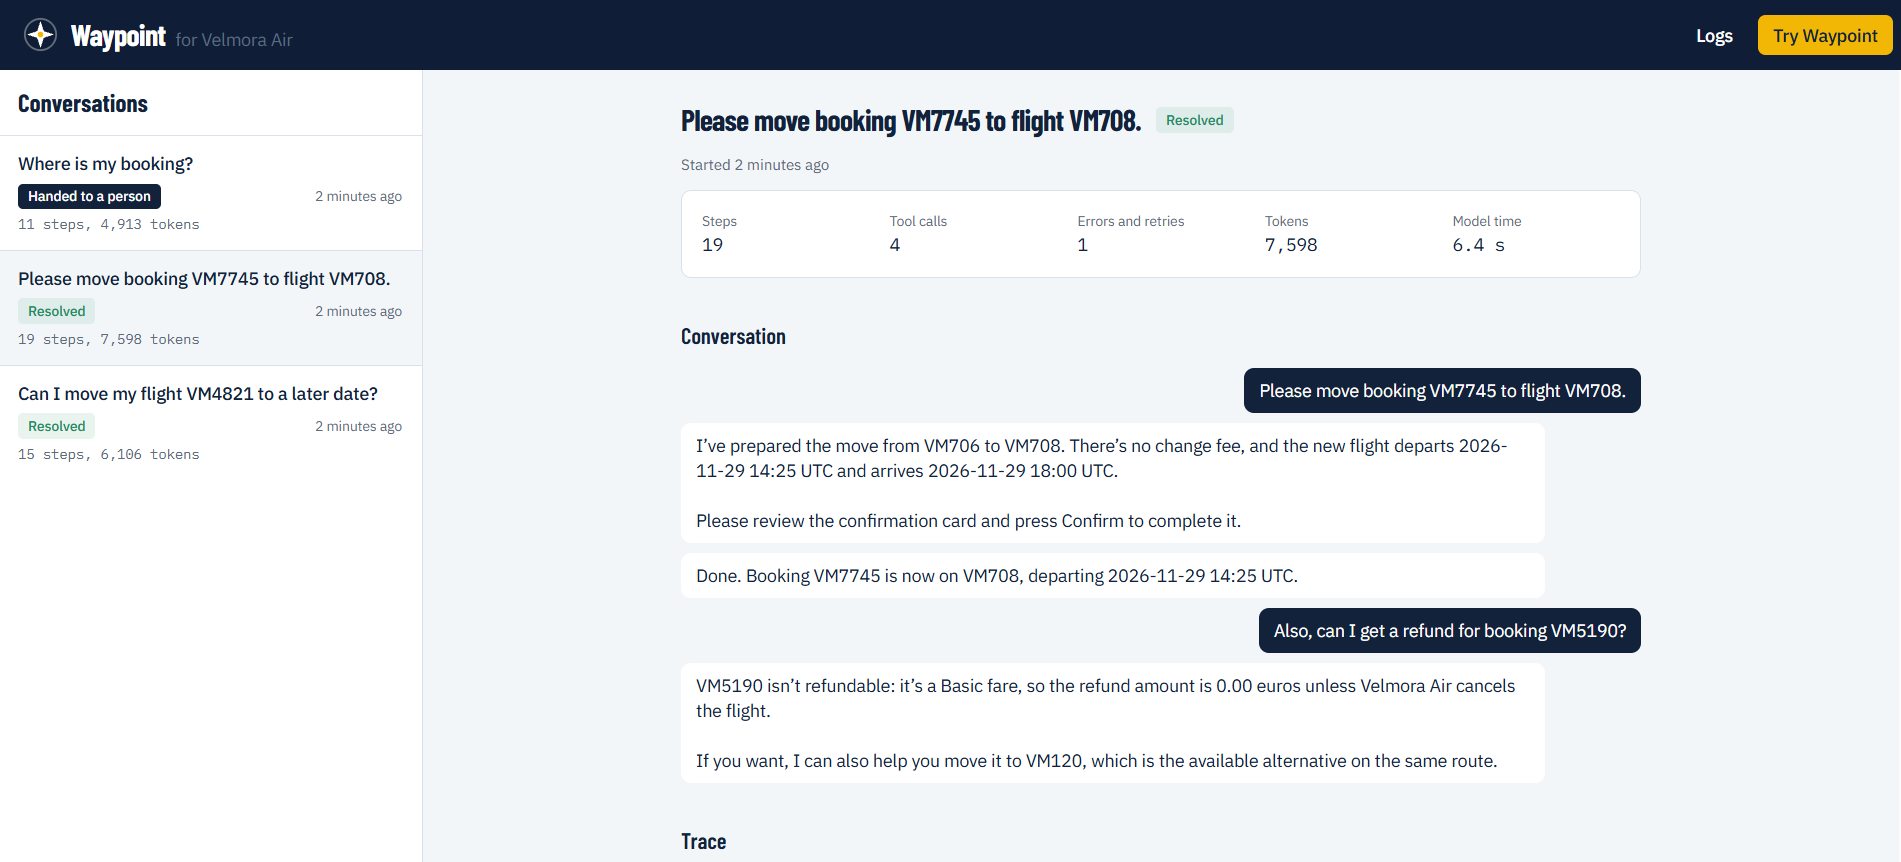 Waypoint for Velmora Air
Logs
Try Waypoint
Conversations
Where is my booking?
Handed to a person
2 minutes ago
11 steps, 4,913 tokens
Please move booking VM7745 to flight VM708.
Resolved
2 minutes ago
19 steps, 7,598 tokens
Can I move my flight VM4821 to a later date?
Resolved
2 minutes ago
15 steps, 6,106 tokens
Please move booking VM7745 to flight VM708.
Resolved
Started 2 minutes ago
Steps
19
Tool calls
4
Errors and retries
1
Tokens
7,598
Model time
6.4 s
Conversation
Please move booking VM7745 to flight VM708.
I’ve prepared the move from VM706 to VM708. There’s no change fee, and the new flight departs 2026-
11-29 14:25 UTC and arrives 2026-11-29 18:00 UTC.
Please review the confirmation card and press Confirm to complete it.
Done. Booking VM7745 is now on VM708, departing 2026-11-29 14:25 UTC.
Also, can I get a refund for booking VM5190?
VM5190 isn’t refundable: it’s a Basic fare, so the refund amount is 0.00 euros unless Velmora Air cancels
the flight.
If you want, I can also help you move it to VM120, which is the available alternative on the same route.
Trace